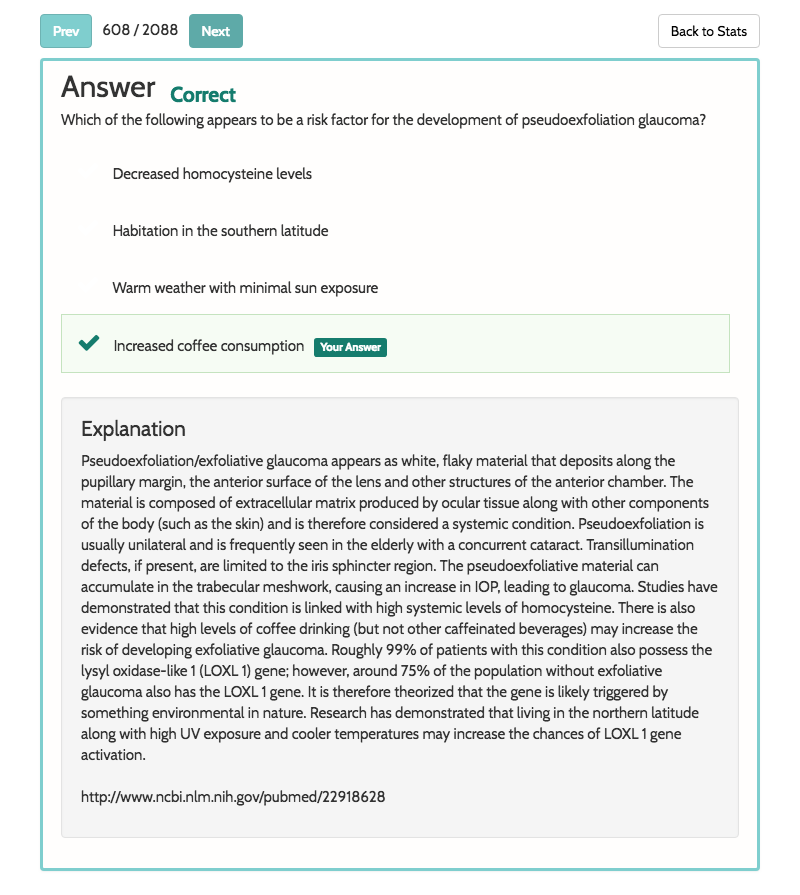 Prev 608 / 2088 Next Back to Stats
Answer Correct
Which of the following appears to be a risk factor for the development of pseudoexfoliation glaucoma?
Decreased homocysteine levels
Habitation in the southern latitude
Warm weather with minimal sun exposure
Increased coffee consumption Your Answer
Explanation
Pseudoexfoliation/exfoliative glaucoma appears as white, flaky material that deposits along the
pupillary margin, the anterior surface of the lens and other structures of the anterior chamber. The
material is composed of extracellular matrix produced by ocular tissue along with other components
of the body (such as the skin) and is therefore considered a systemic condition. Pseudoexfoliation is
usually unilateral and is frequently seen in the elderly with a concurrent cataract. Transillumination
defects, if present, are limited to the iris sphincter region. The pseudoexfoliative material can
accumulate in the trabecular meshwork, causing an increase in IOP, leading to glaucoma. Studies have
demonstrated that this condition is linked with high systemic levels of homocysteine. There is also
evidence that high levels of coffee drinking (but not other caffeinated beverages) may increase the
risk of developing exfoliative glaucoma. Roughly 99% of patients with this condition also possess the
lysyl oxidase-like 1 (LOXL 1) gene; however, around 75% of the population without exfoliative
glaucoma also has the LOXL 1 gene. It is therefore theorized that the gene is likely triggered by
something environmental in nature. Research has demonstrated that living in the northern latitude
along with high UV exposure and cooler temperatures may increase the chances of LOXL 1 gene
activation.
http://www.ncbi.nlm.nih.gov/pubmed/22918628